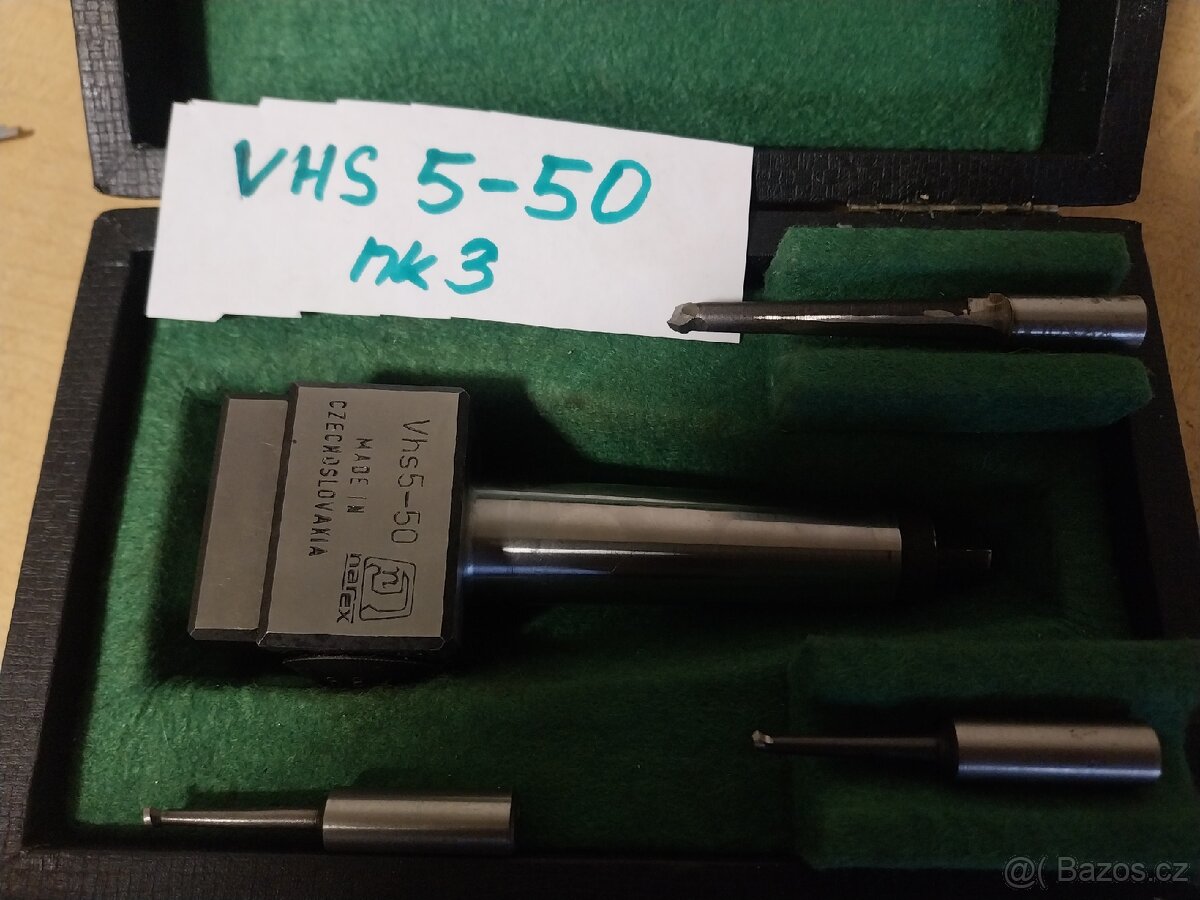 VHS 5-50
mk3
Vhs5-50
MADE IN
CZECHOSLOVAKIA
narex
@( Bazos.cz